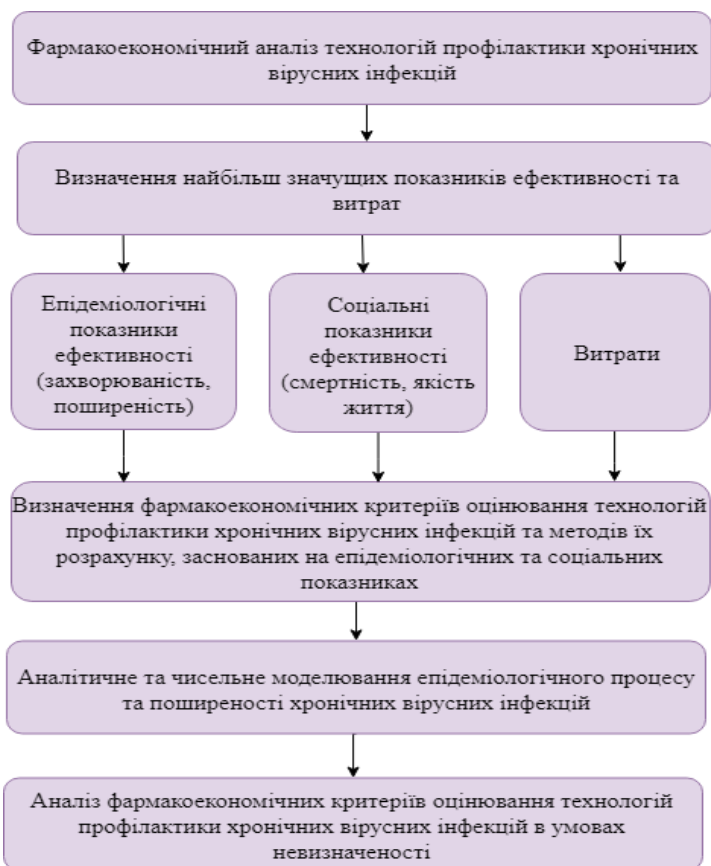 Фармакоекономічний аналіз технологій профілактики хронічних
вірусних інфекцій
Визначення найбільш значущих показників ефективності та
витрат
Епідеміологічні
показники
ефективності
(захворюваність,
поширеність)
Соціальні
показники
ефективності
(смертність, якість
життя)
Витрати
Визначення фармакоекономічних критеріїв оцінювання технологій
профілактики хронічних вірусних інфекцій та методів їх
розрахунку, заснованих на епідеміологічних та соціальних
показниках
Аналітичне та чисельне моделювання епідеміологічного процесу
та поширеності хронічних вірусних інфекцій
Аналіз фармакоекономічних критеріїв оцінювання технологій
профілактики хронічних вірусних інфекцій в умовах
невизначеності